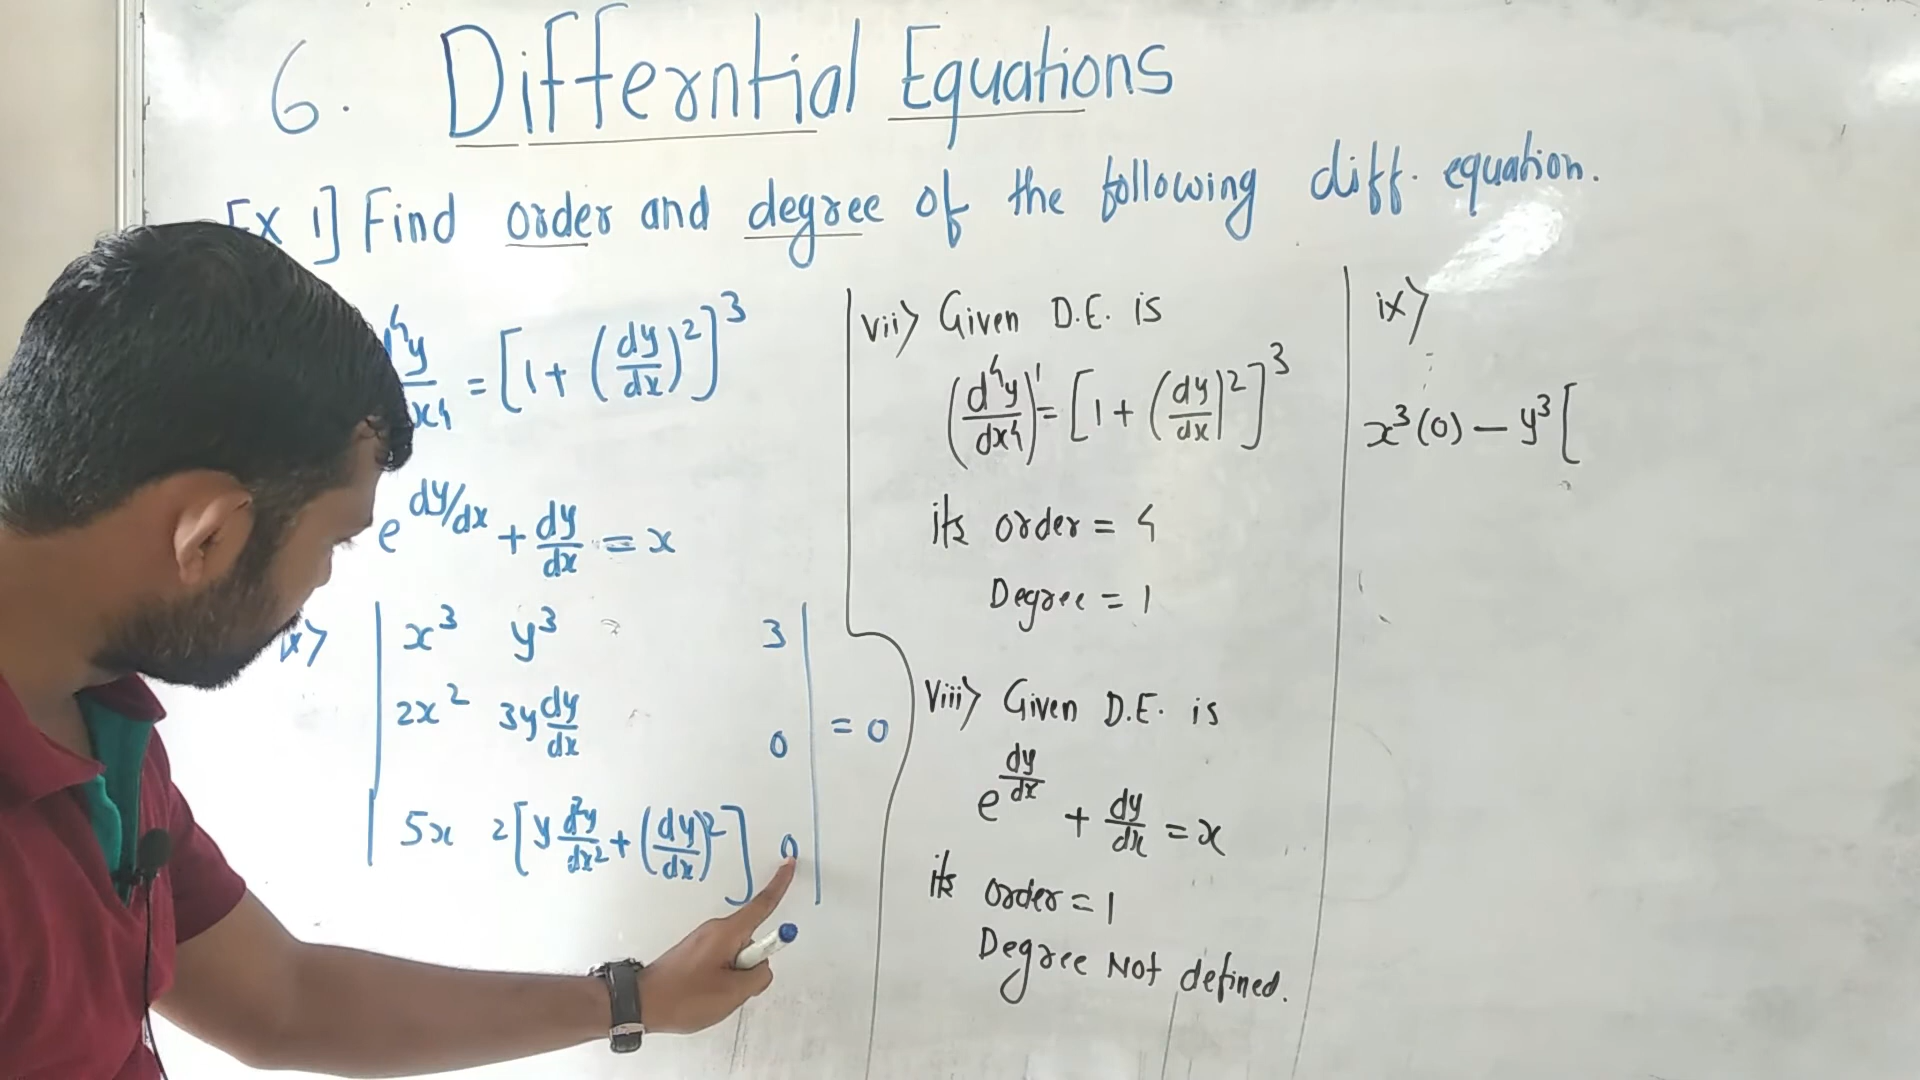 6. Differntial Equations
Ex 1] Find order and degree of the following diff. equation.
d⁴y/dx⁴ = [1 + (dy/dx)²]³
e^(dy/dx) + dy/dx = x
ix> | x³ y³ 3 |
| 2x² 3y dy/dx 0 | = 0
| 5x 2[y d²y/dx² + (dy/dx)²] 0 |
vii> Given D.E. is
(d⁴y/dx⁴)¹ = [1 + (dy/dx)²]³
its order = 4
Degree = 1
viii> Given D.E. is
e^(dy/dx) + dy/dx = x
its order = 1
Degree Not defined.
ix>
x³(0) − y³[